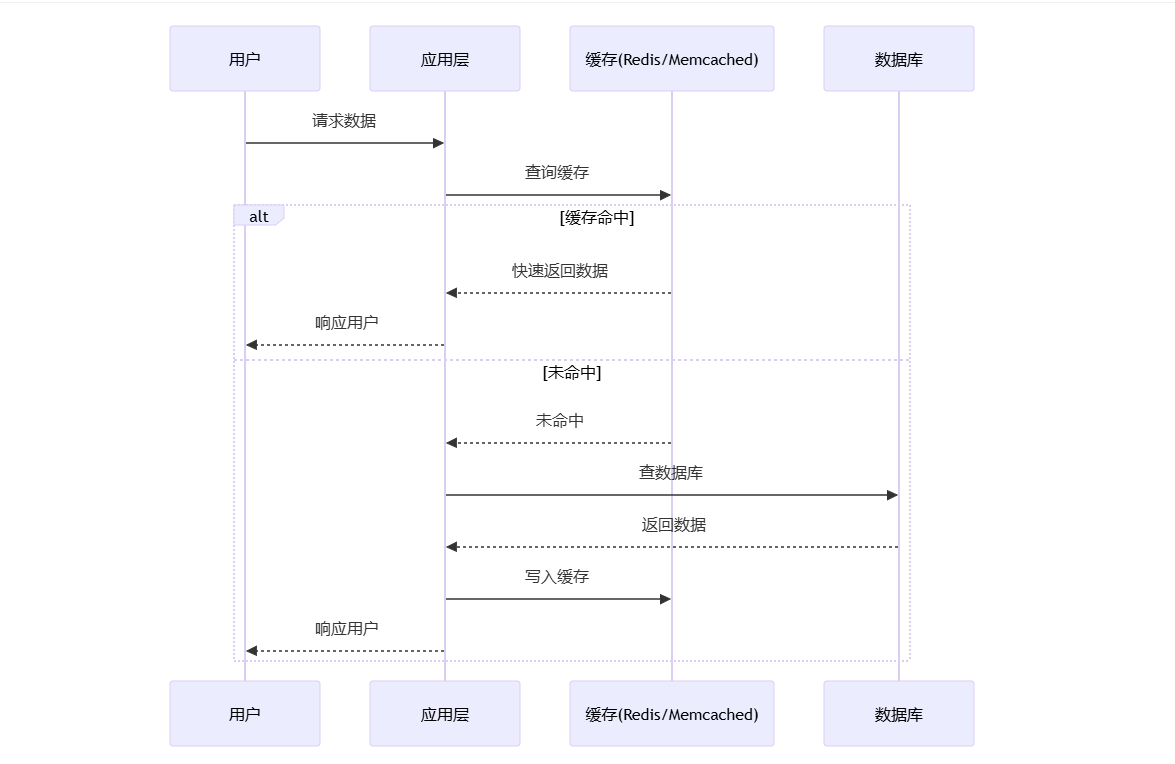 用户
应用层
缓存(Redis/Memcached)
数据库
请求数据
查询缓存
alt
[缓存命中]
快速返回数据
响应用户
[未命中]
未命中
查数据库
返回数据
写入缓存
响应用户
用户
应用层
缓存(Redis/Memcached)
数据库